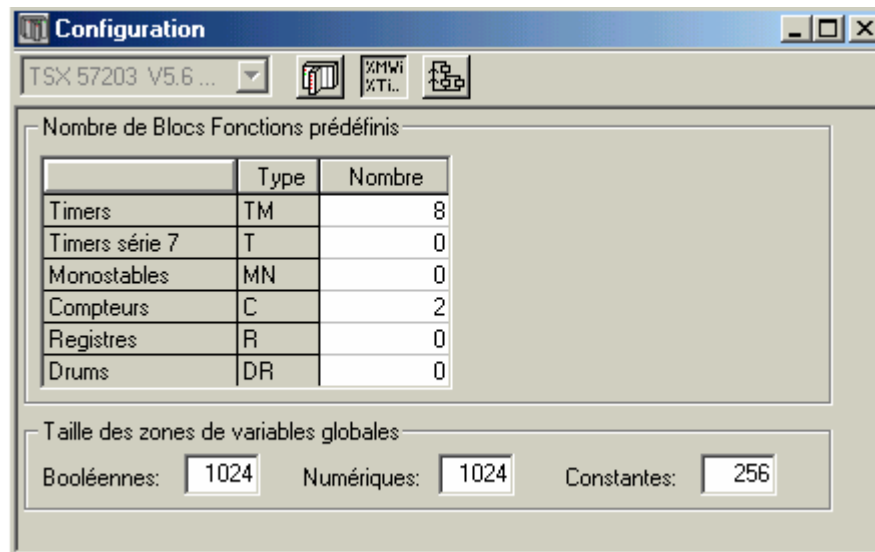 Configuration
TSX 57203 V5.6 ...
%MWi
%Ti..
Nombre de Blocs Fonctions prédéfinis
Type Nombre
Timers TM 8
Timers série 7 T 0
Monostables MN 0
Compteurs C 2
Registres R 0
Drums DR 0
Taille des zones de variables globales
Booléennes: 1024 Numériques: 1024 Constantes: 256